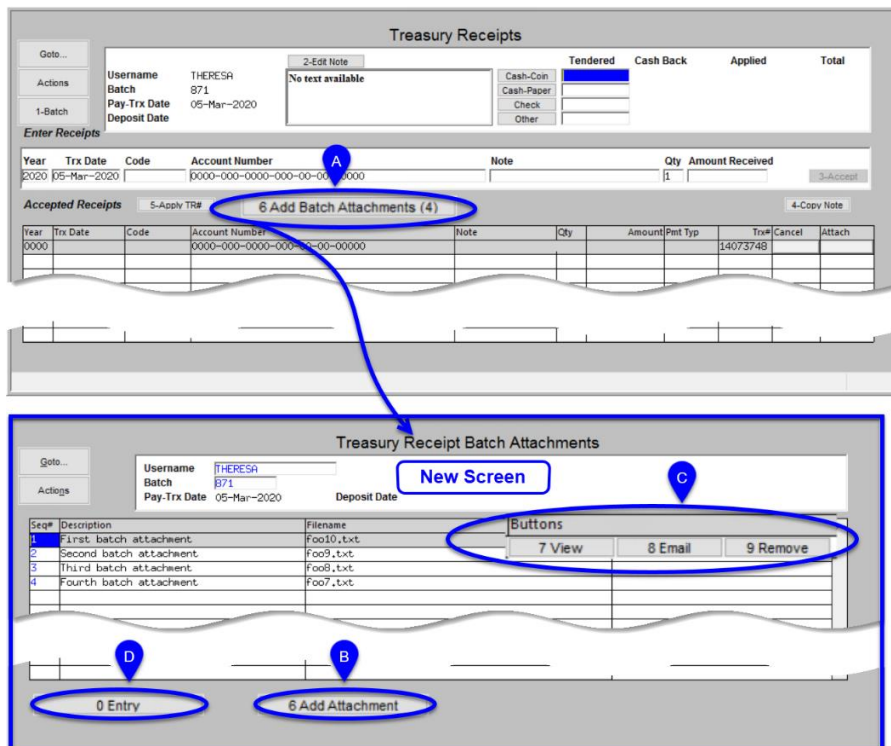 Treasury Receipts
Goto...
Actions
1-Batch
Username THERESA
Batch 871
Pay-Trx Date 05-Mar-2020
Deposit Date
2-Edit Note
No text available
Tendered Cash Back Applied Total
Cash-Coin
Cash-Paper
Check
Other
Enter Receipts
Year Trx Date Code Account Number Note Qty Amount Received
2020 05-Mar-2020 0000-000-0000-000-00-00-00000 1 3-Accept
A
Accepted Receipts 5-Apply TR# 6 Add Batch Attachments (4) 4-Copy Note
Year Trx Date Code Account Number Note Qty Amount Pmt Typ Trx# Cancel Attach
0000 0000-000-0000-000-00-00-00000 14073748
Treasury Receipt Batch Attachments
Goto...
Actions
Username THERESA
Batch 871
Pay-Trx Date 05-Mar-2020 Deposit Date
New Screen
C
Seq# Description Filename Buttons
7 View 8 Email 9 Remove
1 First batch attachment foo10.txt
2 Second batch attachment foo9.txt
3 Third batch attachment foo8.txt
4 Fourth batch attachment foo7.txt
D B
0 Entry 6 Add Attachment